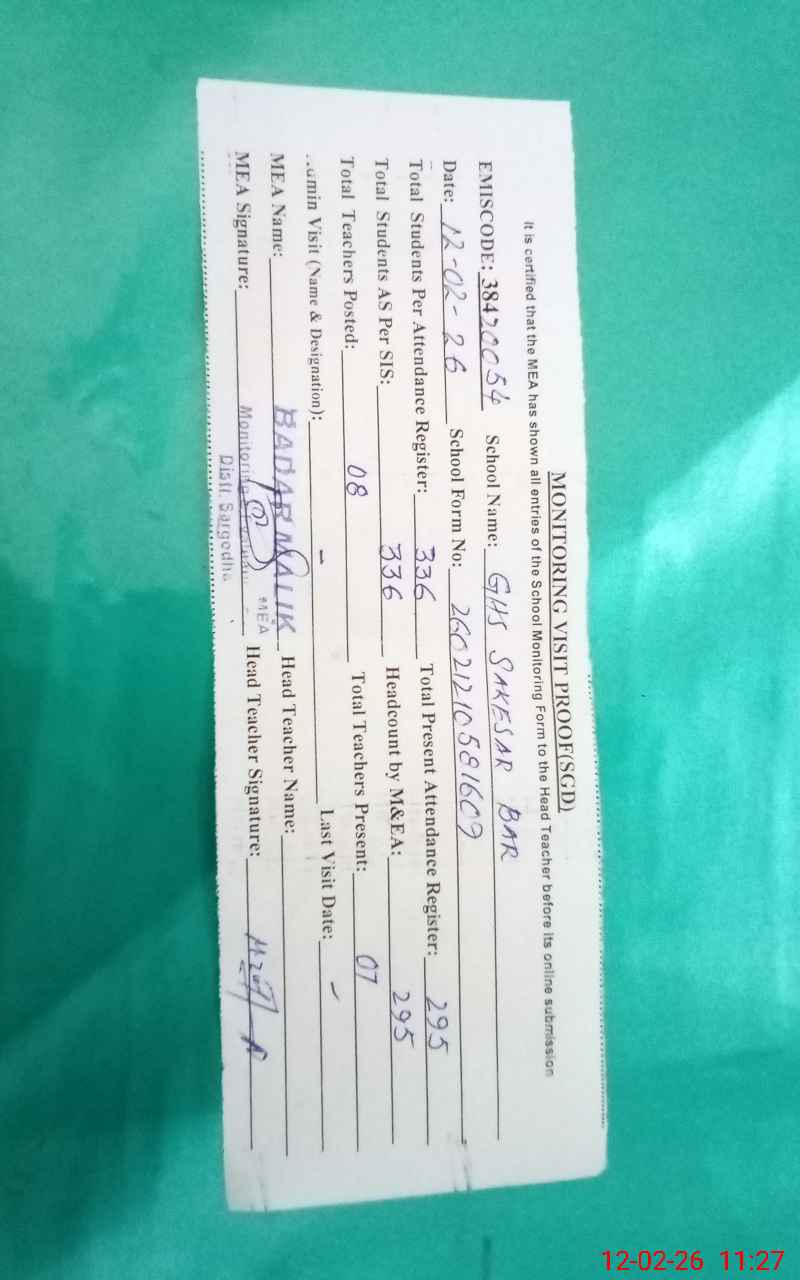 MONITORING VISIT PROOF(SGD)
It is certified that the MEA has shown all entries of the School Monitoring Form to the Head Teacher before its online submission
EMISCODE: 38420054 School Name: GHS SAKESAR BAR
Date: 12-02-26 School Form No: 26021210581609
Total Students Per Attendance Register: 336 Total Present Attendance Register: 295
Total Students AS Per SIS: 336 Headcount by M&EA: 295
Total Teachers Posted: 08 Total Teachers Present: 07
Visit (Name & Designation): - Last Visit Date: -
MEA Name: BADAR MALIK Head Teacher Name:
MEA
MEA Signature: Head Teacher Signature:
Distt. Sargodha
12-02-26 11:27